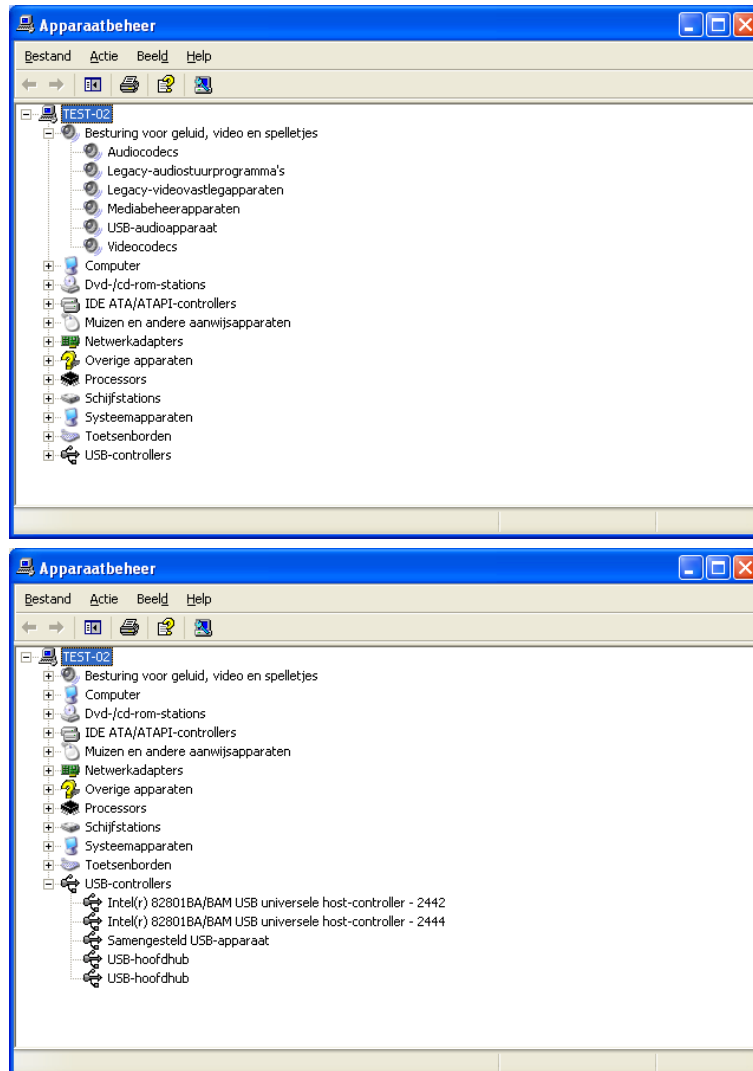 Apparaatbeheer
Bestand Actie Beeld Help
TEST-02
Besturing voor geluid, video en spelletjes
Audiocodecs
Legacy-audiostuurprogramma's
Legacy-videovastlegapparaten
Mediabeheerapparaten
USB-audioapparaat
Videocodecs
Computer
Dvd-/cd-rom-stations
IDE ATA/ATAPI-controllers
Muizen en andere aanwijsapparaten
Netwerkadapters
Overige apparaten
Processors
Schijfstations
Systeemapparaten
Toetsenborden
USB-controllers
Apparaatbeheer
Bestand Actie Beeld Help
TEST-02
Besturing voor geluid, video en spelletjes
Computer
Dvd-/cd-rom-stations
IDE ATA/ATAPI-controllers
Muizen en andere aanwijsapparaten
Netwerkadapters
Overige apparaten
Processors
Schijfstations
Systeemapparaten
Toetsenborden
USB-controllers
Intel(r) 82801BA/BAM USB universele host-controller - 2442
Intel(r) 82801BA/BAM USB universele host-controller - 2444
Samengesteld USB-apparaat
USB-hoofdhub
USB-hoofdhub